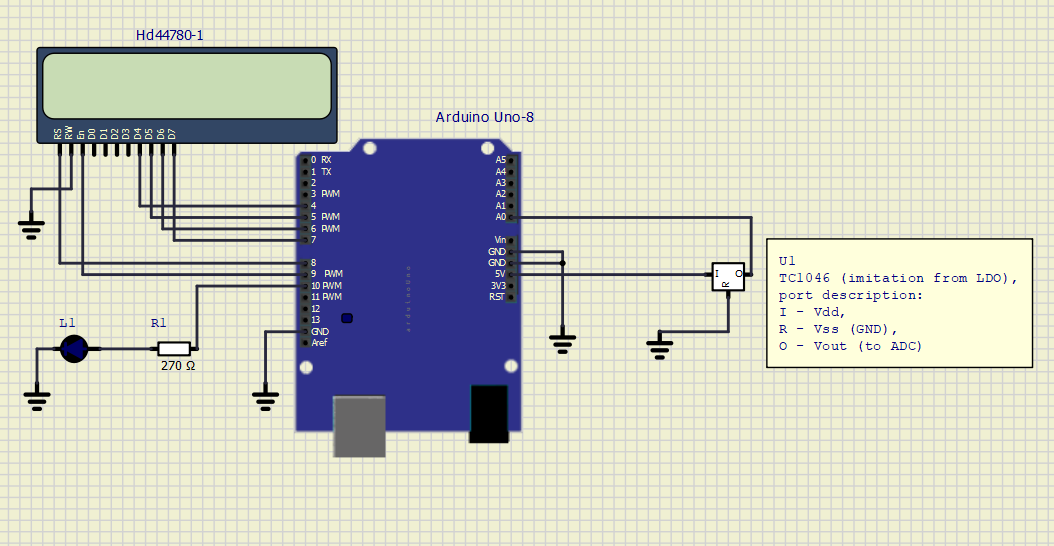 Hd44780-1
RS RW En D0 D1 D2 D3 D4 D5 D6 D7
Arduino Uno-8
0 RX
1 TX
2
3 PWM
4
5 PWM
6 PWM
7
8
9 PWM
10 PWM
11 PWM
12
13
GND
Aref
A5
A4
A3
A2
A1
A0
Vin
GND
GND
5V
3V3
RST
arduinouno
L1
R1
270 Ω
I O
R
U1
TC1046 (imitation from LDO),
port description:
I - Vdd,
R - Vss (GND),
O - Vout (to ADC)